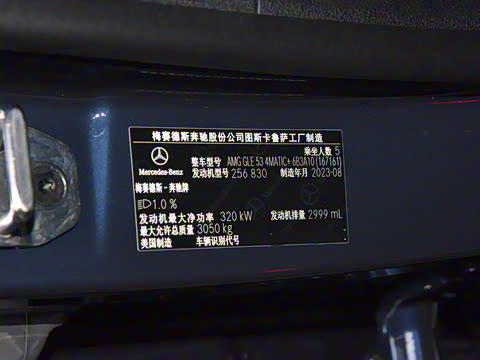 梅赛德斯奔驰股份公司图斯卡鲁萨工厂制造
乘坐人数 5
整车型号 AMG GLE 53 4MATIC+ 6B3A10 (167161)
Mercedes-Benz 发动机型号 256 830 制造年月 2023-08
梅赛德斯-奔驰牌
1.0 %
发动机最大净功率 320 kW 发动机排量 2999 mL
最大允许总质量 3050 kg
美国制造 车辆识别代号